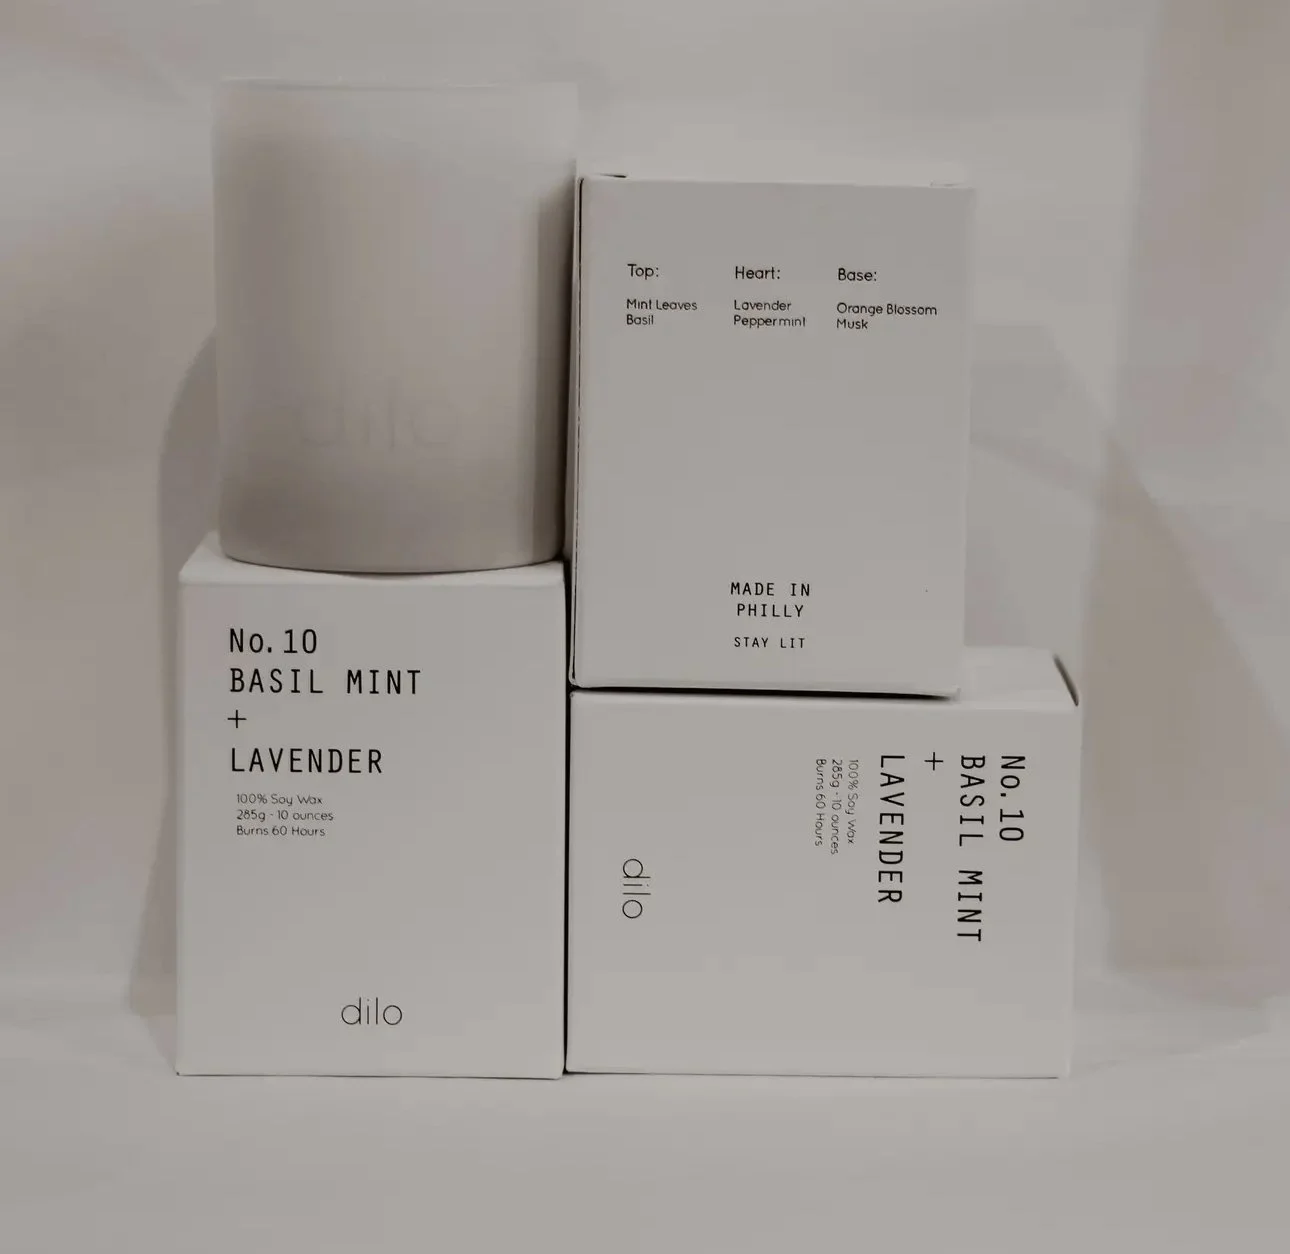 dilo
Top:
Mint Leaves
Basil
Heart:
Lavender
Peppermint
Base:
Orange Blossom
Musk
MADE IN
PHILLY
STAY LIT
No.10
BASIL MINT
+
LAVENDER
100% Soy Wax
285g - 10 ounces
Burns 60 Hours
dilo
No.10
BASIL MINT
+
LAVENDER
100% Soy Wax
285g - 10 ounces
Burns 60 Hours
dilo